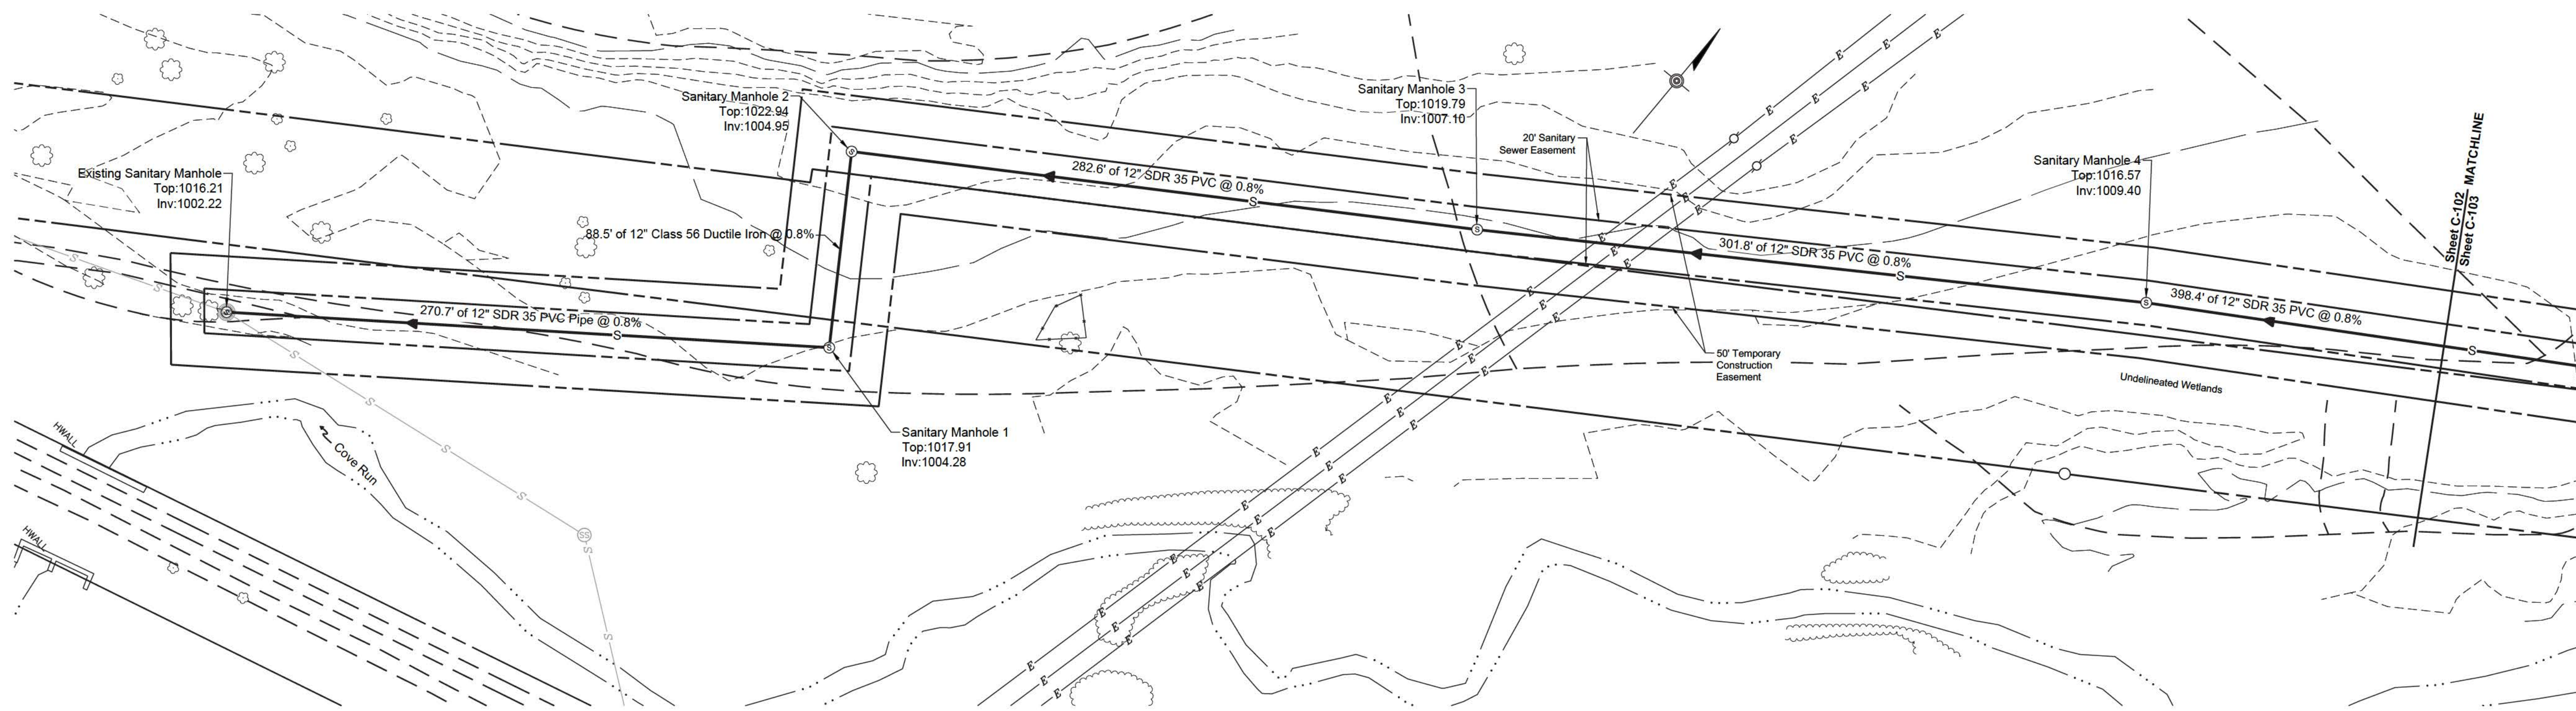 Sanitary Manhole 2
Top:1022.94
Inv:1004.95
Sanitary Manhole 3
Top:1019.79
Inv:1007.10
20' Sanitary
Sewer Easement
Sanitary Manhole 4
Top:1016.57
Inv:1009.40
Sheet C-102
Sheet C-103
MATCHLINE
Existing Sanitary Manhole
Top:1016.21
Inv:1002.22
282.6' of 12" SDR 35 PVC @ 0.8%
S
88.5' of 12" Class 56 Ductile Iron @ 0.8%
301.8' of 12" SDR 35 PVC @ 0.8%
S
398.4' of 12" SDR 35 PVC @ 0.8%
S
270.7' of 12" SDR 35 PVC Pipe @ 0.8%
S
50' Temporary
Construction
Easement
Undelineated Wetlands
Sanitary Manhole 1
Top:1017.91
Inv:1004.28
HWALL
Cove Run
HWALL
SS